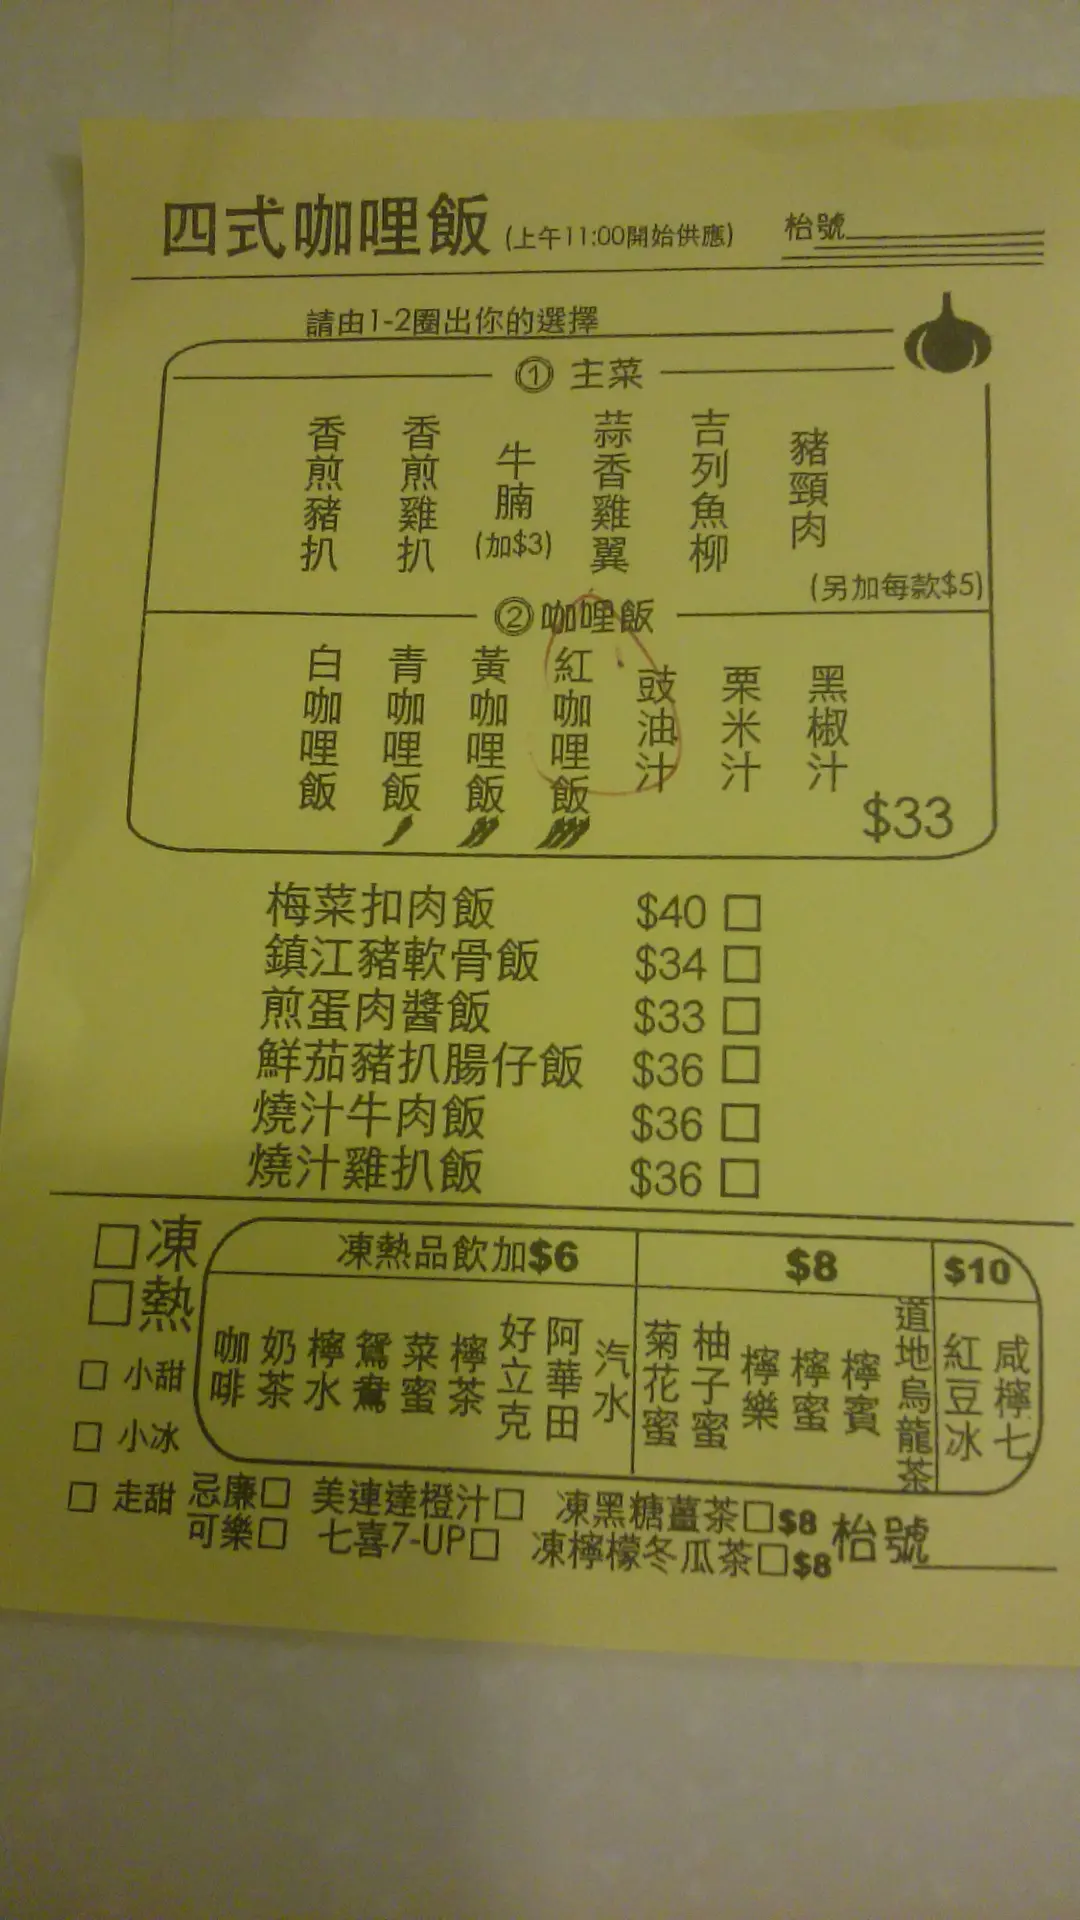 四式咖哩飯 (上午11:00開始供應) 枱號
請由1-2圈出你的選擇
① 主菜
香煎豬扒
香煎雞扒
牛腩(加$3)
蒜香雞翼
吉列魚柳
豬頸肉
(另加每款$5)
② 咖哩飯
白咖哩飯
青咖哩飯
黃咖哩飯
紅咖哩飯
豉油汁
栗米汁
黑椒汁
$33
梅菜扣肉飯 $40 □
鎮江豬軟骨飯 $34 □
煎蛋肉醬飯 $33 □
鮮茄豬扒腸仔飯 $36 □
燒汁牛肉飯 $36 □
燒汁雞扒飯 $36 □
□凍
□熱
□ 小甜
□ 小冰
□ 走甜
凍熱品飲加$6
咖啡
奶茶
檸水
鴛鴦
菜蜜
檸茶
好立克
阿華田
汽水
$8
菊花蜜
柚子蜜
檸樂
檸蜜
檸賓
道地烏龍茶
$10
紅豆冰
咸檸七
忌廉□ 美連達橙汁□ 凍黑糖薑茶□$8
可樂□ 七喜7-UP□ 凍檸檬冬瓜茶□$8
枱號